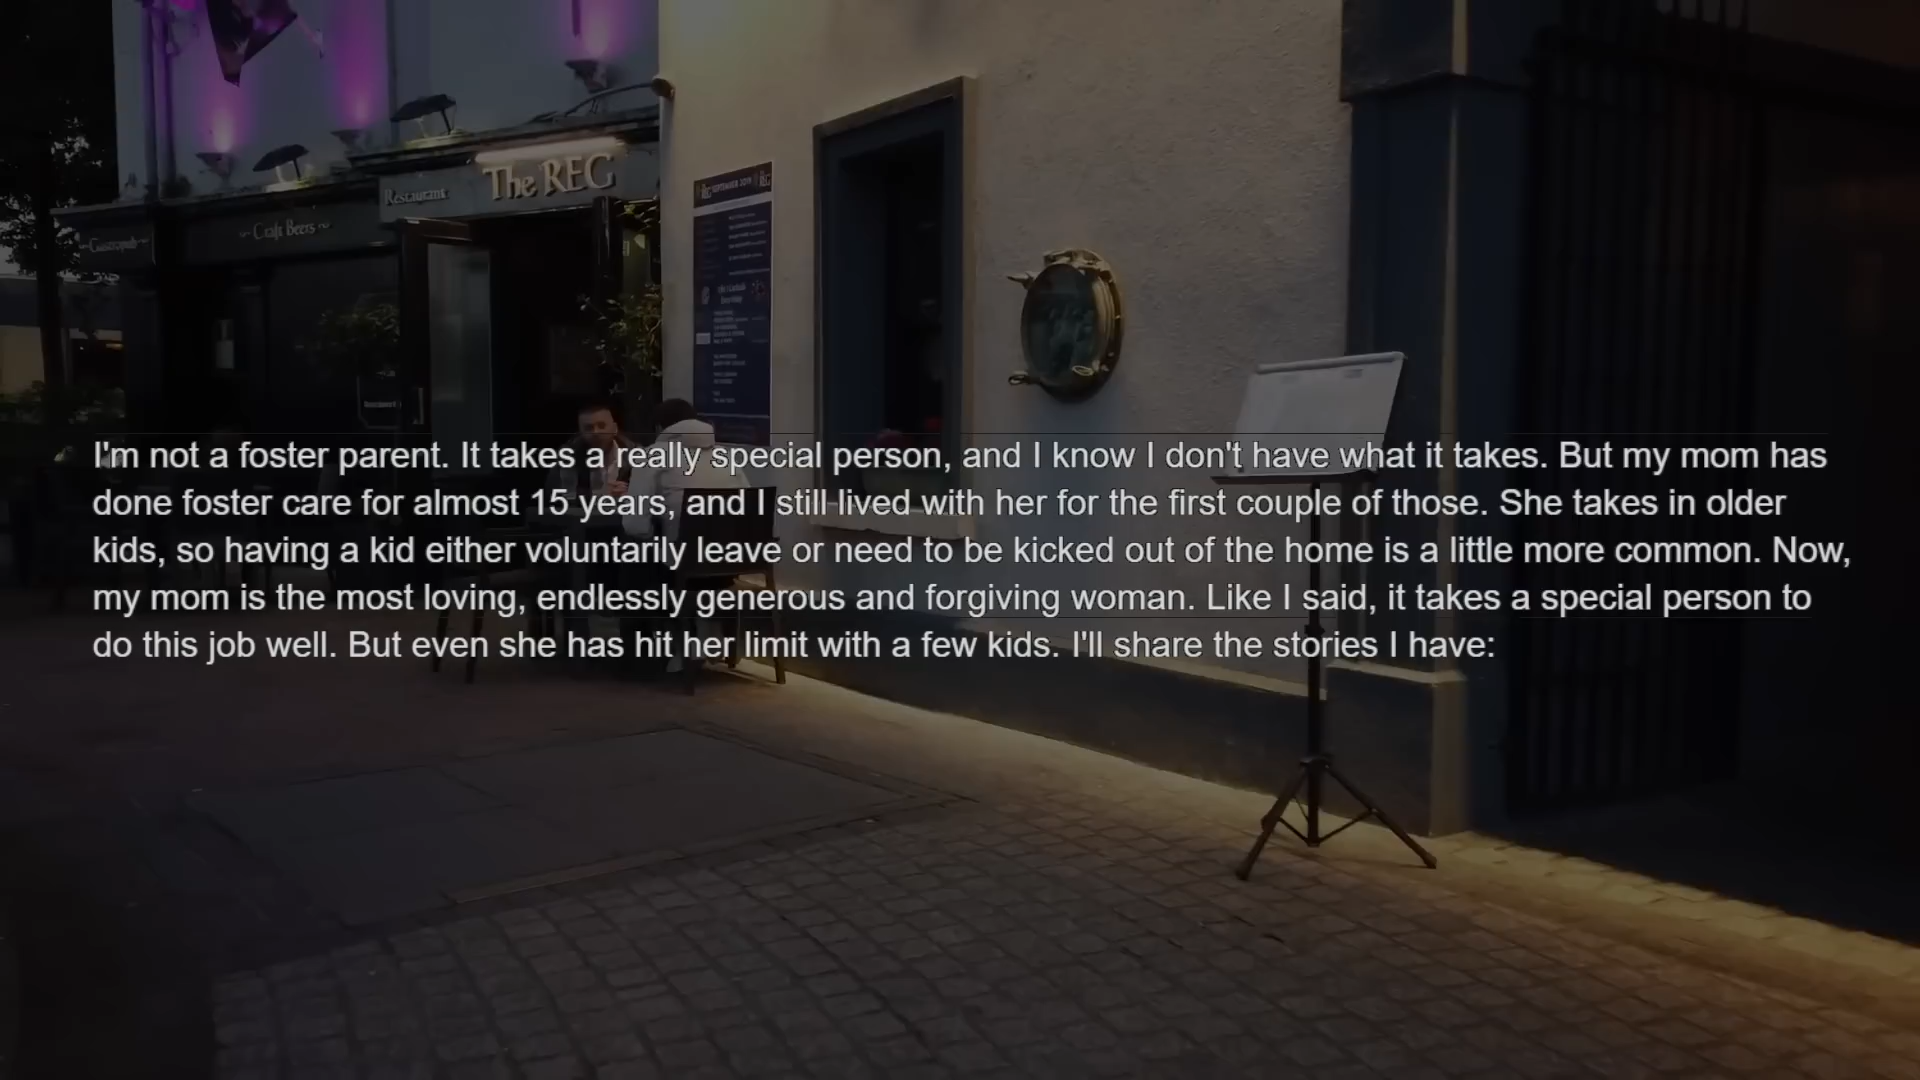 The REG
Restaurant
~ Craft Beers ~
~Gastropub~
REG SEPTEMBER 2019 REG
I'm not a foster parent. It takes a really special person, and I know I don't have what it takes. But my mom has
done foster care for almost 15 years, and I still lived with her for the first couple of those. She takes in older
kids, so having a kid either voluntarily leave or need to be kicked out of the home is a little more common. Now,
my mom is the most loving, endlessly generous and forgiving woman. Like I said, it takes a special person to
do this job well. But even she has hit her limit with a few kids. I'll share the stories I have: